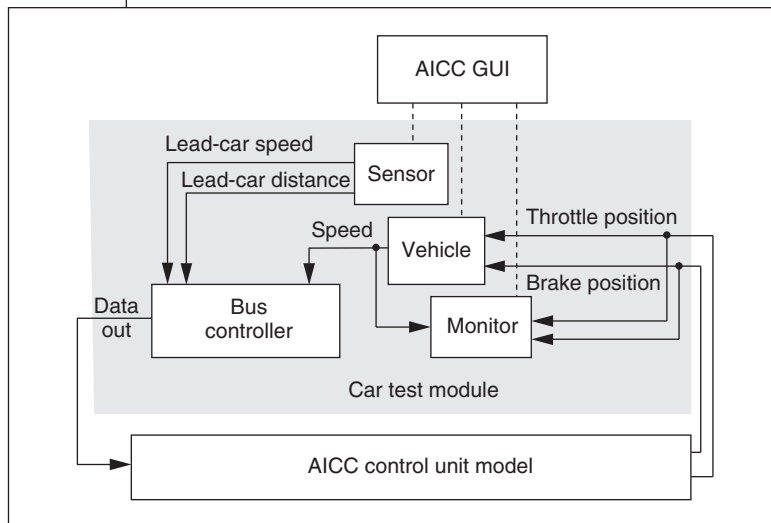 AICC GUI
Lead-car speed
Sensor
Lead-car distance
Throttle position
Speed
Vehicle
Brake position
Data
out
Bus
controller
Monitor
Car test module
AICC control unit model